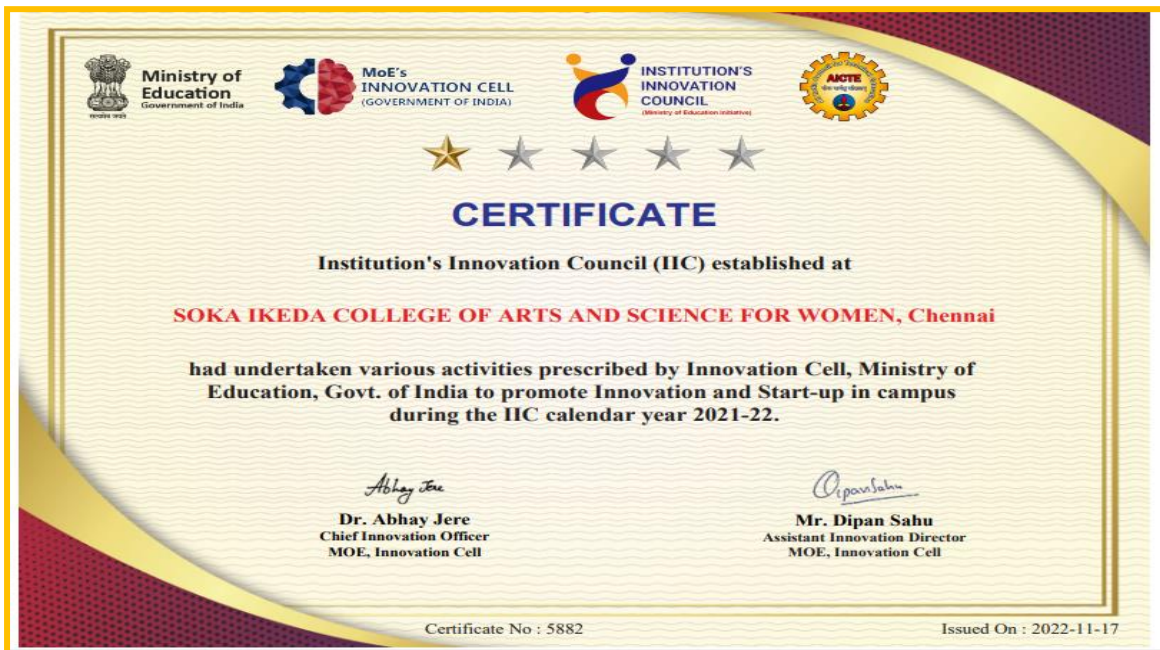 Ministry of
Education
Government of India
सत्यमेव जयते
MoE's
INNOVATION CELL
(GOVERNMENT OF INDIA)
INSTITUTION'S
INNOVATION
COUNCIL
(Ministry of Education Initiative)
AICTE
CERTIFICATE
Institution's Innovation Council (IIC) established at
SOKA IKEDA COLLEGE OF ARTS AND SCIENCE FOR WOMEN, Chennai
had undertaken various activities prescribed by Innovation Cell, Ministry of
Education, Govt. of India to promote Innovation and Start-up in campus
during the IIC calendar year 2021-22.
Abhay Jere
DipanSahu
Dr. Abhay Jere
Chief Innovation Officer
MOE, Innovation Cell
Mr. Dipan Sahu
Assistant Innovation Director
MOE, Innovation Cell
Certificate No : 5882
Issued On : 2022-11-17